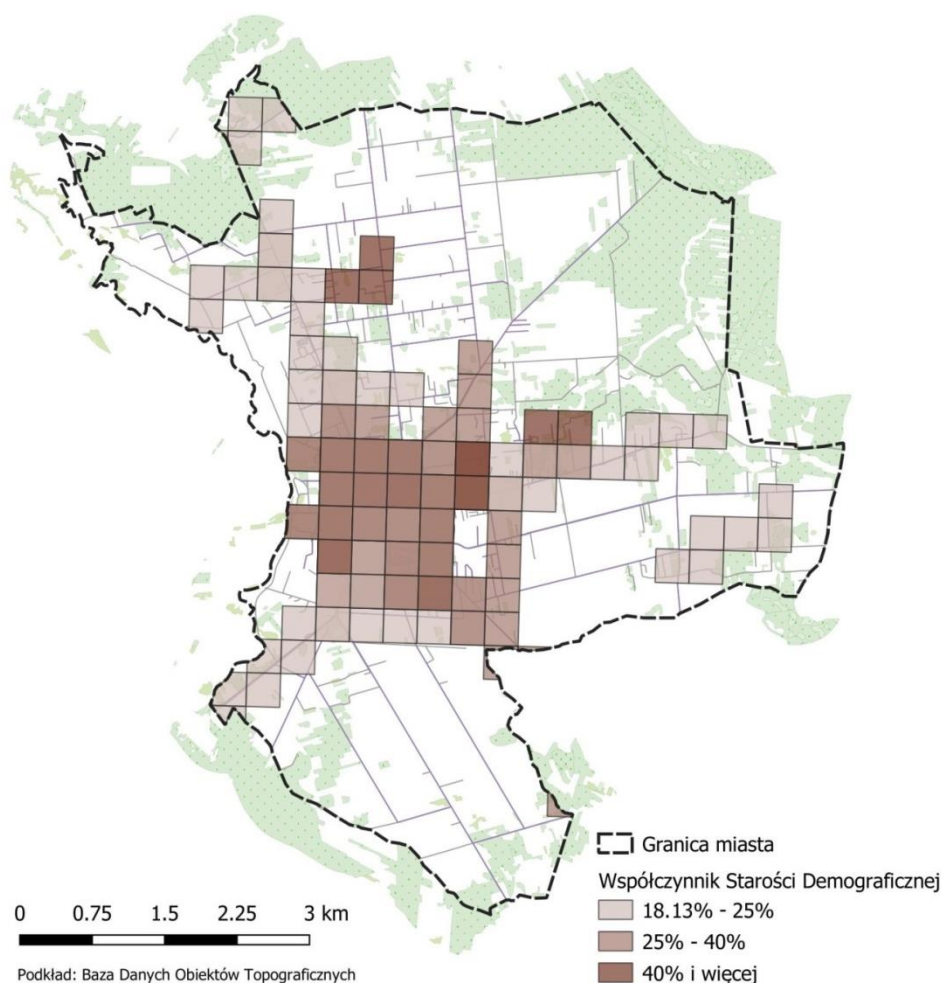 Granica miasta
Współczynnik Starości Demograficznej
18.13% - 25%
25% - 40%
40% i więcej
0 0.75 1.5 2.25 3 km
Podkład: Baza Danych Obiektów Topograficznych